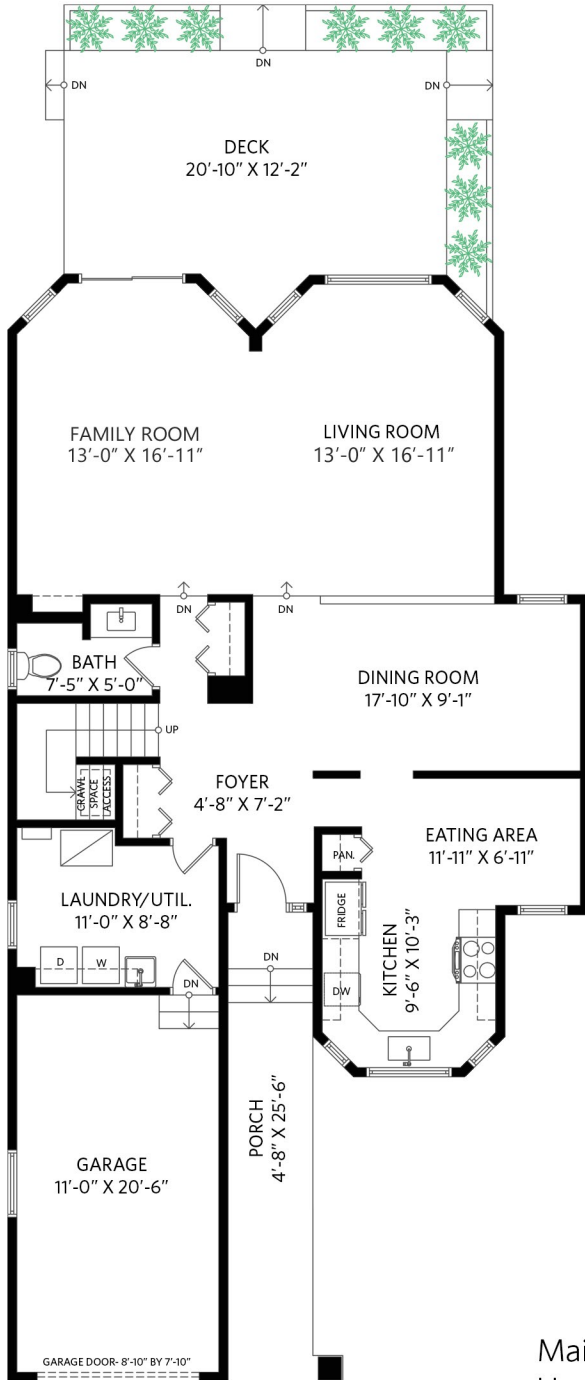 DN
DN
DN
DECK
20'-10" X 12'-2"
FAMILY ROOM
13'-0" X 16'-11"
LIVING ROOM
13'-0" X 16'-11"
DN
DN
BATH
7'-5" X 5'-0"
DINING ROOM
17'-10" X 9'-1"
UP
CRAWL
SPACE
ACCESS
FOYER
4'-8" X 7'-2"
EATING AREA
11'-11" X 6'-11"
PAN.
LAUNDRY/UTIL.
11'-0" X 8'-8"
FRIDGE
KITCHEN
9'-6" X 10'-3"
D
W
DN
DN
DW
PORCH
4'-8" X 25'-6"
GARAGE
11'-0" X 20'-6"
GARAGE DOOR- 8'-10" BY 7'-10"
Mai